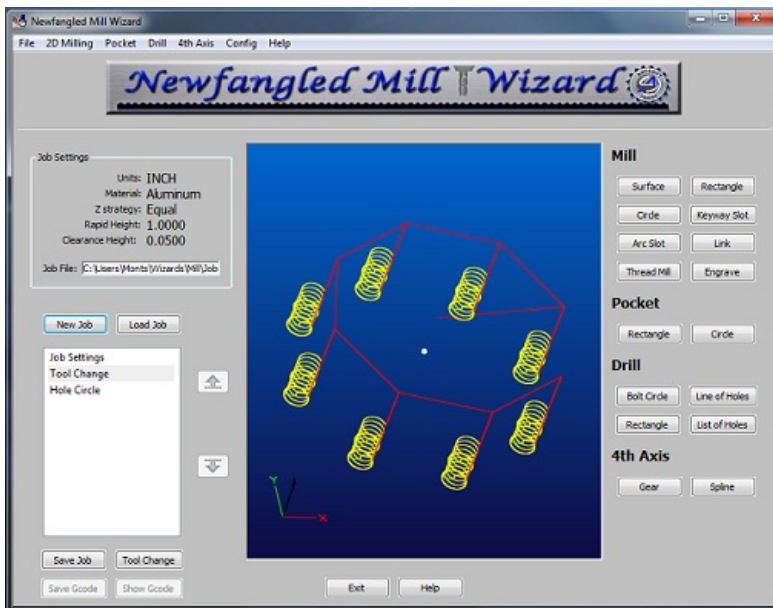 Newfangled Mill Wizard
File 2D Milling Pocket Drill 4th Axis Config Help
Newfangled Mill Wizard
Job Settings
Units: INCH
Material: Aluminum
Z strategy: Equal
Rapid Height: 1.0000
Clearance Height: 0.0500
Job File: C:\Users\Monts\Wizards\Mill\Job
New Job Load Job
Job Settings
Tool Change
Hole Circle
Save Job Tool Change
Save Gcode Show Gcode
Y
X
Exit Help
Mill
Surface Rectangle
Circle Keyway Slot
Arc Slot Link
Thread Mill Engrave
Pocket
Rectangle Circle
Drill
Bolt Circle Line of Holes
Rectangle List of Holes
4th Axis
Gear Spline